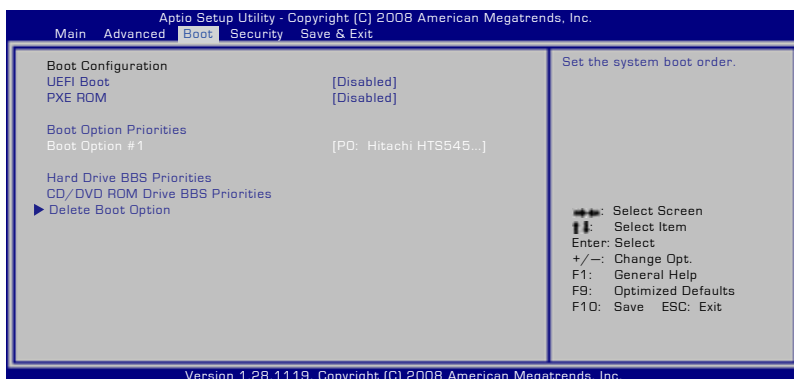 Aptio Setup Utility - Copyright (C) 2008 American Megatrends, Inc.
Main Advanced Boot Security Save & Exit
Boot Configuration
UEFI Boot [Disabled]
PXE ROM [Disabled]
Boot Option Priorities
Boot Option #1 [P0: Hitachi HTS545...]
Hard Drive BBS Priorities
CD/DVD ROM Drive BBS Priorities
Delete Boot Option
Set the system boot order.
: Select Screen
: Select Item
Enter: Select
+/—: Change Opt.
F1: General Help
F9: Optimized Defaults
F10: Save ESC: Exit
Version 1.28.1119. Copyright (C) 2008 American Megatrends, Inc.